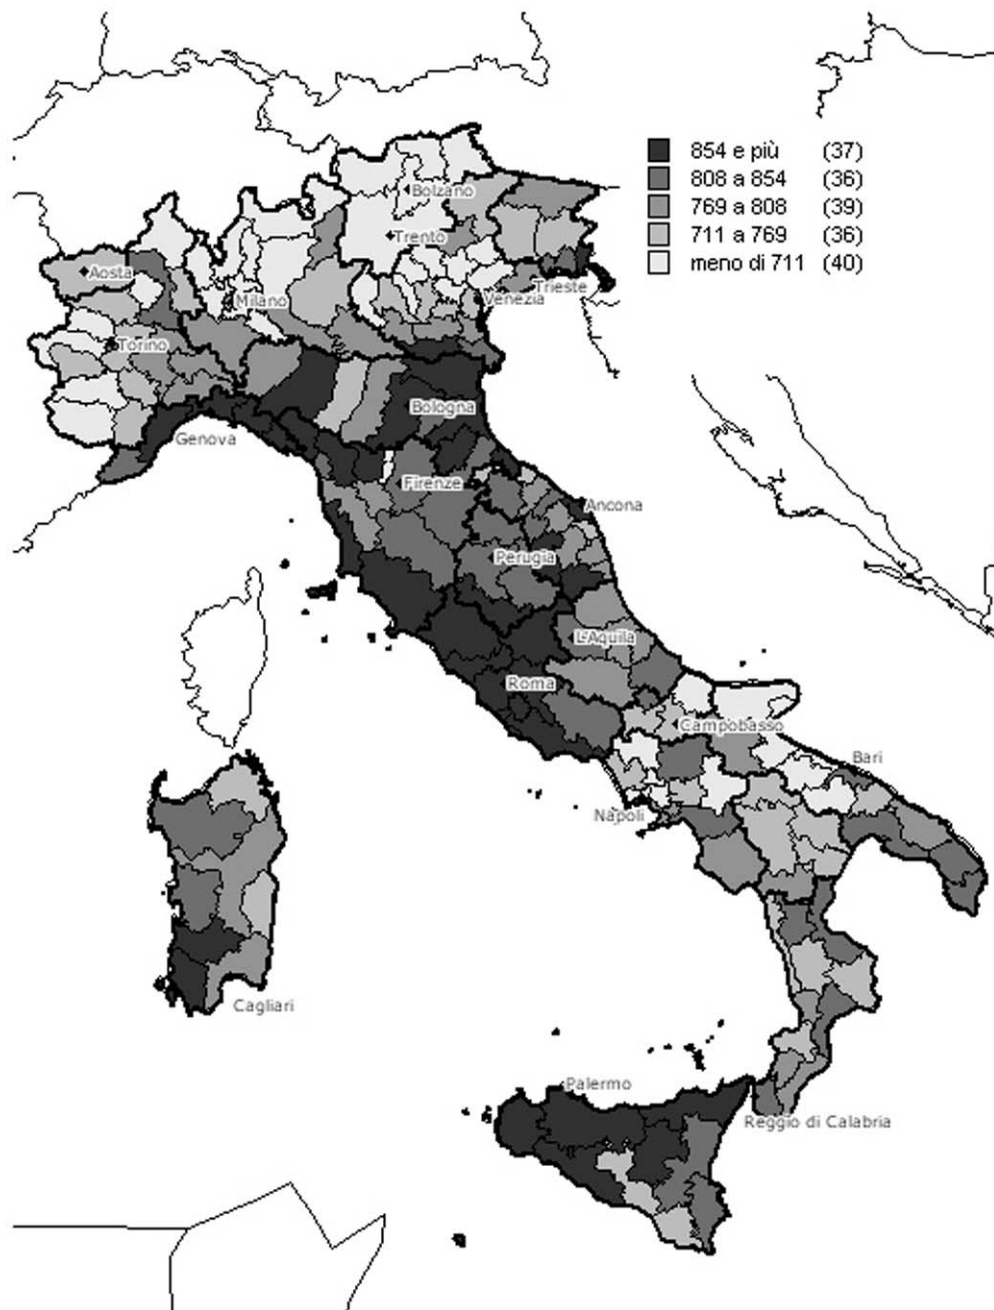 854 e più (37)
808 a 854 (36)
769 a 808 (39)
711 a 769 (36)
meno di 711 (40)
Bolzano
Trento
Aosta
Milano
Venezia
Trieste
Torino
Bologna
Genova
Firenze
Ancona
Perugia
L'Aquila
Roma
Campobasso
Bari
Napoli
Cagliari
Palermo
Reggio di Calabria